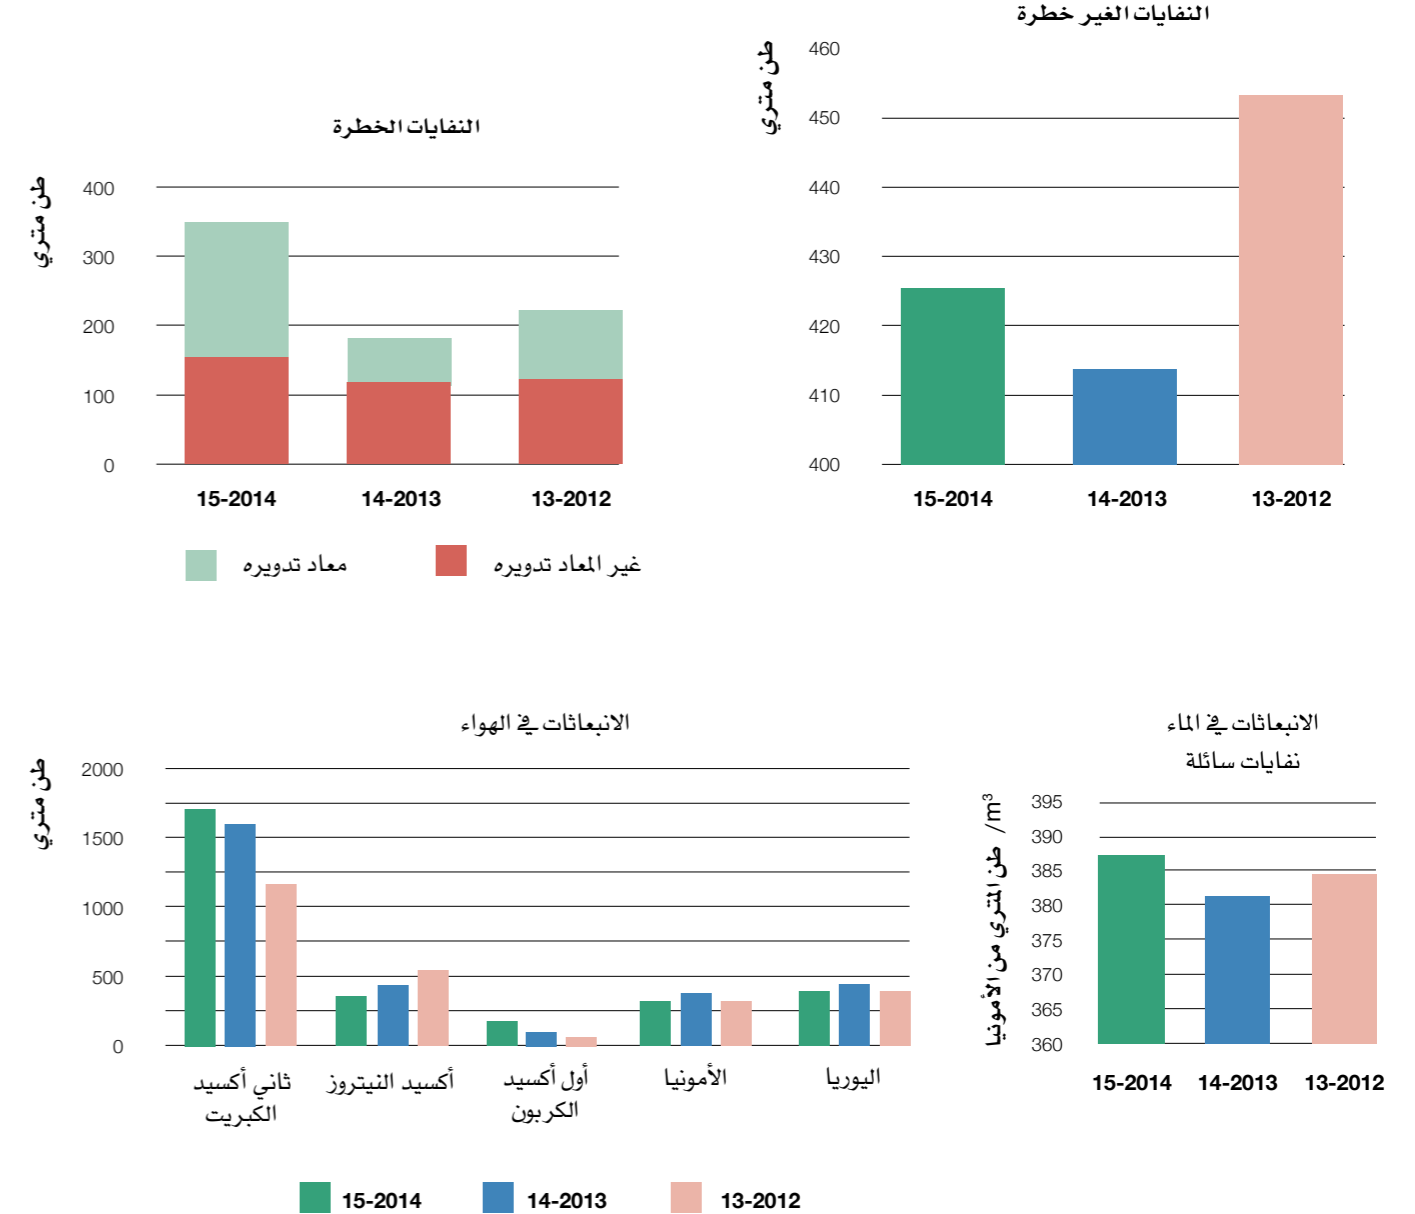 النفايات الغير خطرة
طن متري
460
450
440
430
420
410
400
15-2014
14-2013
13-2012
النفايات الخطرة
طن متري
400
300
200
100
0
15-2014
14-2013
13-2012
معاد تدويره
غير المعاد تدويره
الانبعاثات في الهواء
طن متري
2000
1500
1000
500
0
ثاني أكسيد
الكبريت
أكسيد النيتروز
أول أكسيد
الكربون
الأمونيا
اليوريا
15-2014
14-2013
13-2012
الانبعاثات في الماء
نفايات سائلة
طن المتري من الأمونيا /m³
395
390
385
380
375
370
365
360
15-2014
14-2013
13-2012